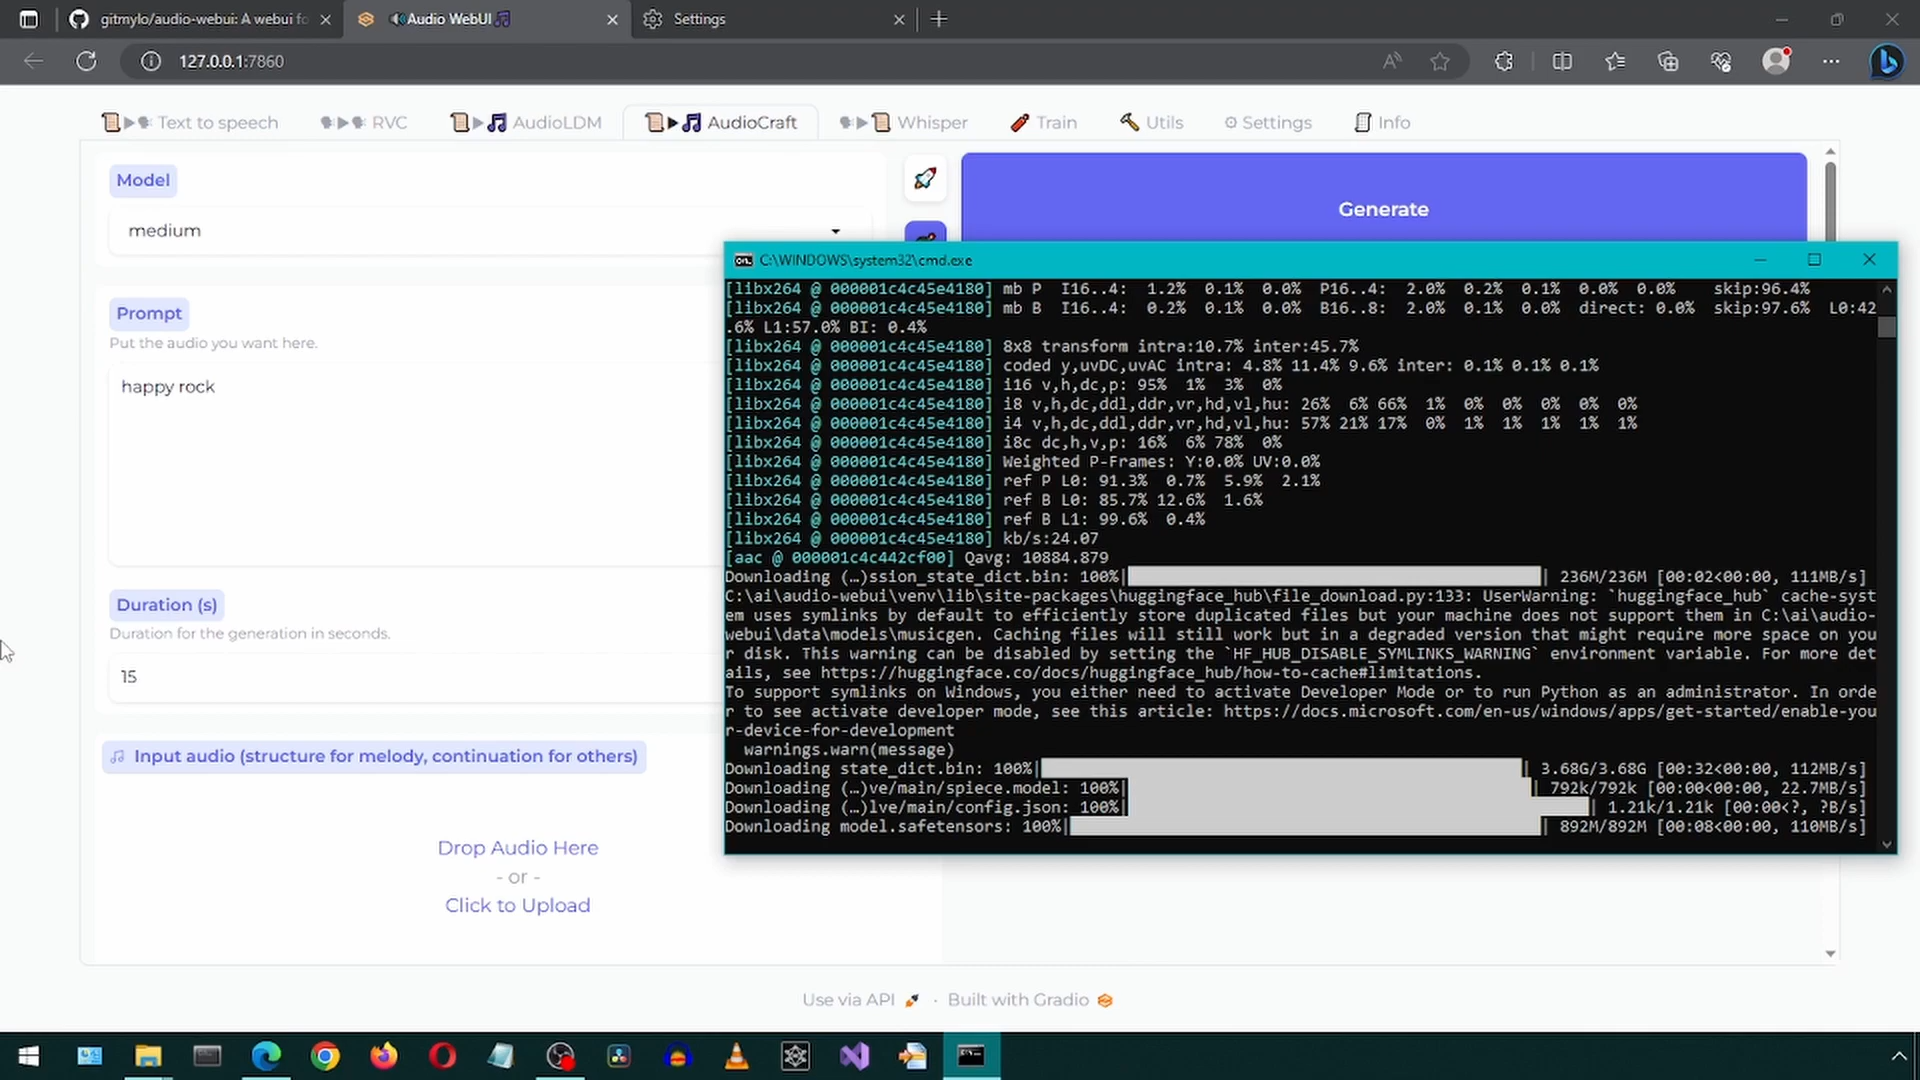 gitmylo/audio-webui: A webui fo
Audio WebUI
Settings
127.0.0.1:7860
Text to speech
RVC
AudioLDM
AudioCraft
Whisper
Train
Utils
Settings
Info
Model
medium
Generate
Prompt
Put the audio you want here.
happy rock
Duration (s)
Duration for the generation in seconds.
15
Input audio (structure for melody, continuation for others)
Drop Audio Here
- or -
Click to Upload
C:\WINDOWS\system32\cmd.exe
[libx264 @ 000001c4c45e4180] mb P  I16..4:  1.2%  0.1%  0.0%  P16..4:  2.0%  0.2%  0.1%  0.0%  0.0%    skip:96.4%
[libx264 @ 000001c4c45e4180] mb B  I16..4:  0.2%  0.1%  0.0%  B16..8:  2.0%  0.1%  0.0%  direct: 0.0%  skip:97.6%  L0:42
.6% L1:57.0% BI: 0.4%
[libx264 @ 000001c4c45e4180] 8x8 transform intra:10.7% inter:45.7%
[libx264 @ 000001c4c45e4180] coded y,uvDC,uvAC intra: 4.8% 11.4% 9.6% inter: 0.1% 0.1% 0.1%
[libx264 @ 000001c4c45e4180] i16 v,h,dc,p: 95%  1%  3%  0%
[libx264 @ 000001c4c45e4180] i8 v,h,dc,ddl,ddr,vr,hd,vl,hu: 26%  6% 66%  1%  0%  0%  0%  0%  0%
[libx264 @ 000001c4c45e4180] i4 v,h,dc,ddl,ddr,vr,hd,vl,hu: 57% 21% 17%  0%  1%  1%  1%  1%  1%
[libx264 @ 000001c4c45e4180] i8c dc,h,v,p: 16%  6% 78%  0%
[libx264 @ 000001c4c45e4180] Weighted P-Frames: Y:0.0% UV:0.0%
[libx264 @ 000001c4c45e4180] ref P L0: 91.3%  0.7%  5.9%  2.1%
[libx264 @ 000001c4c45e4180] ref B L0: 85.7% 12.6%  1.6%
[libx264 @ 000001c4c45e4180] ref B L1: 99.6%  0.4%
[libx264 @ 000001c4c45e4180] kb/s:24.07
[aac @ 000001c4c442cf00] Qavg: 10884.879
Downloading (…)ssion_state_dict.bin: 100%| | 236M/236M [00:02<00:00, 111MB/s]
C:\ai\audio-webui\venv\lib\site-packages\huggingface_hub\file_download.py:133: UserWarning: `huggingface_hub` cache-syst
em uses symlinks by default to efficiently store duplicated files but your machine does not support them in C:\ai\audio-
webui\data\models\musicgen. Caching files will still work but in a degraded version that might require more space on you
r disk. This warning can be disabled by setting the `HF_HUB_DISABLE_SYMLINKS_WARNING` environment variable. For more det
ails, see https://huggingface.co/docs/huggingface_hub/how-to-cache#limitations.
To support symlinks on Windows, you either need to activate Developer Mode or to run Python as an administrator. In orde
r to see activate developer mode, see this article: https://docs.microsoft.com/en-us/windows/apps/get-started/enable-you
r-device-for-development
warnings.warn(message)
Downloading state_dict.bin: 100%| | 3.68G/3.68G [00:32<00:00, 112MB/s]
Downloading (…)ve/main/spiece.model: 100%| | 792k/792k [00:00<00:00, 22.7MB/s]
Downloading (…)lve/main/config.json: 100%| | 1.21k/1.21k [00:00<?, ?B/s]
Downloading model.safetensors: 100%| | 892M/892M [00:08<00:00, 110MB/s]
Use via API · Built with Gradio